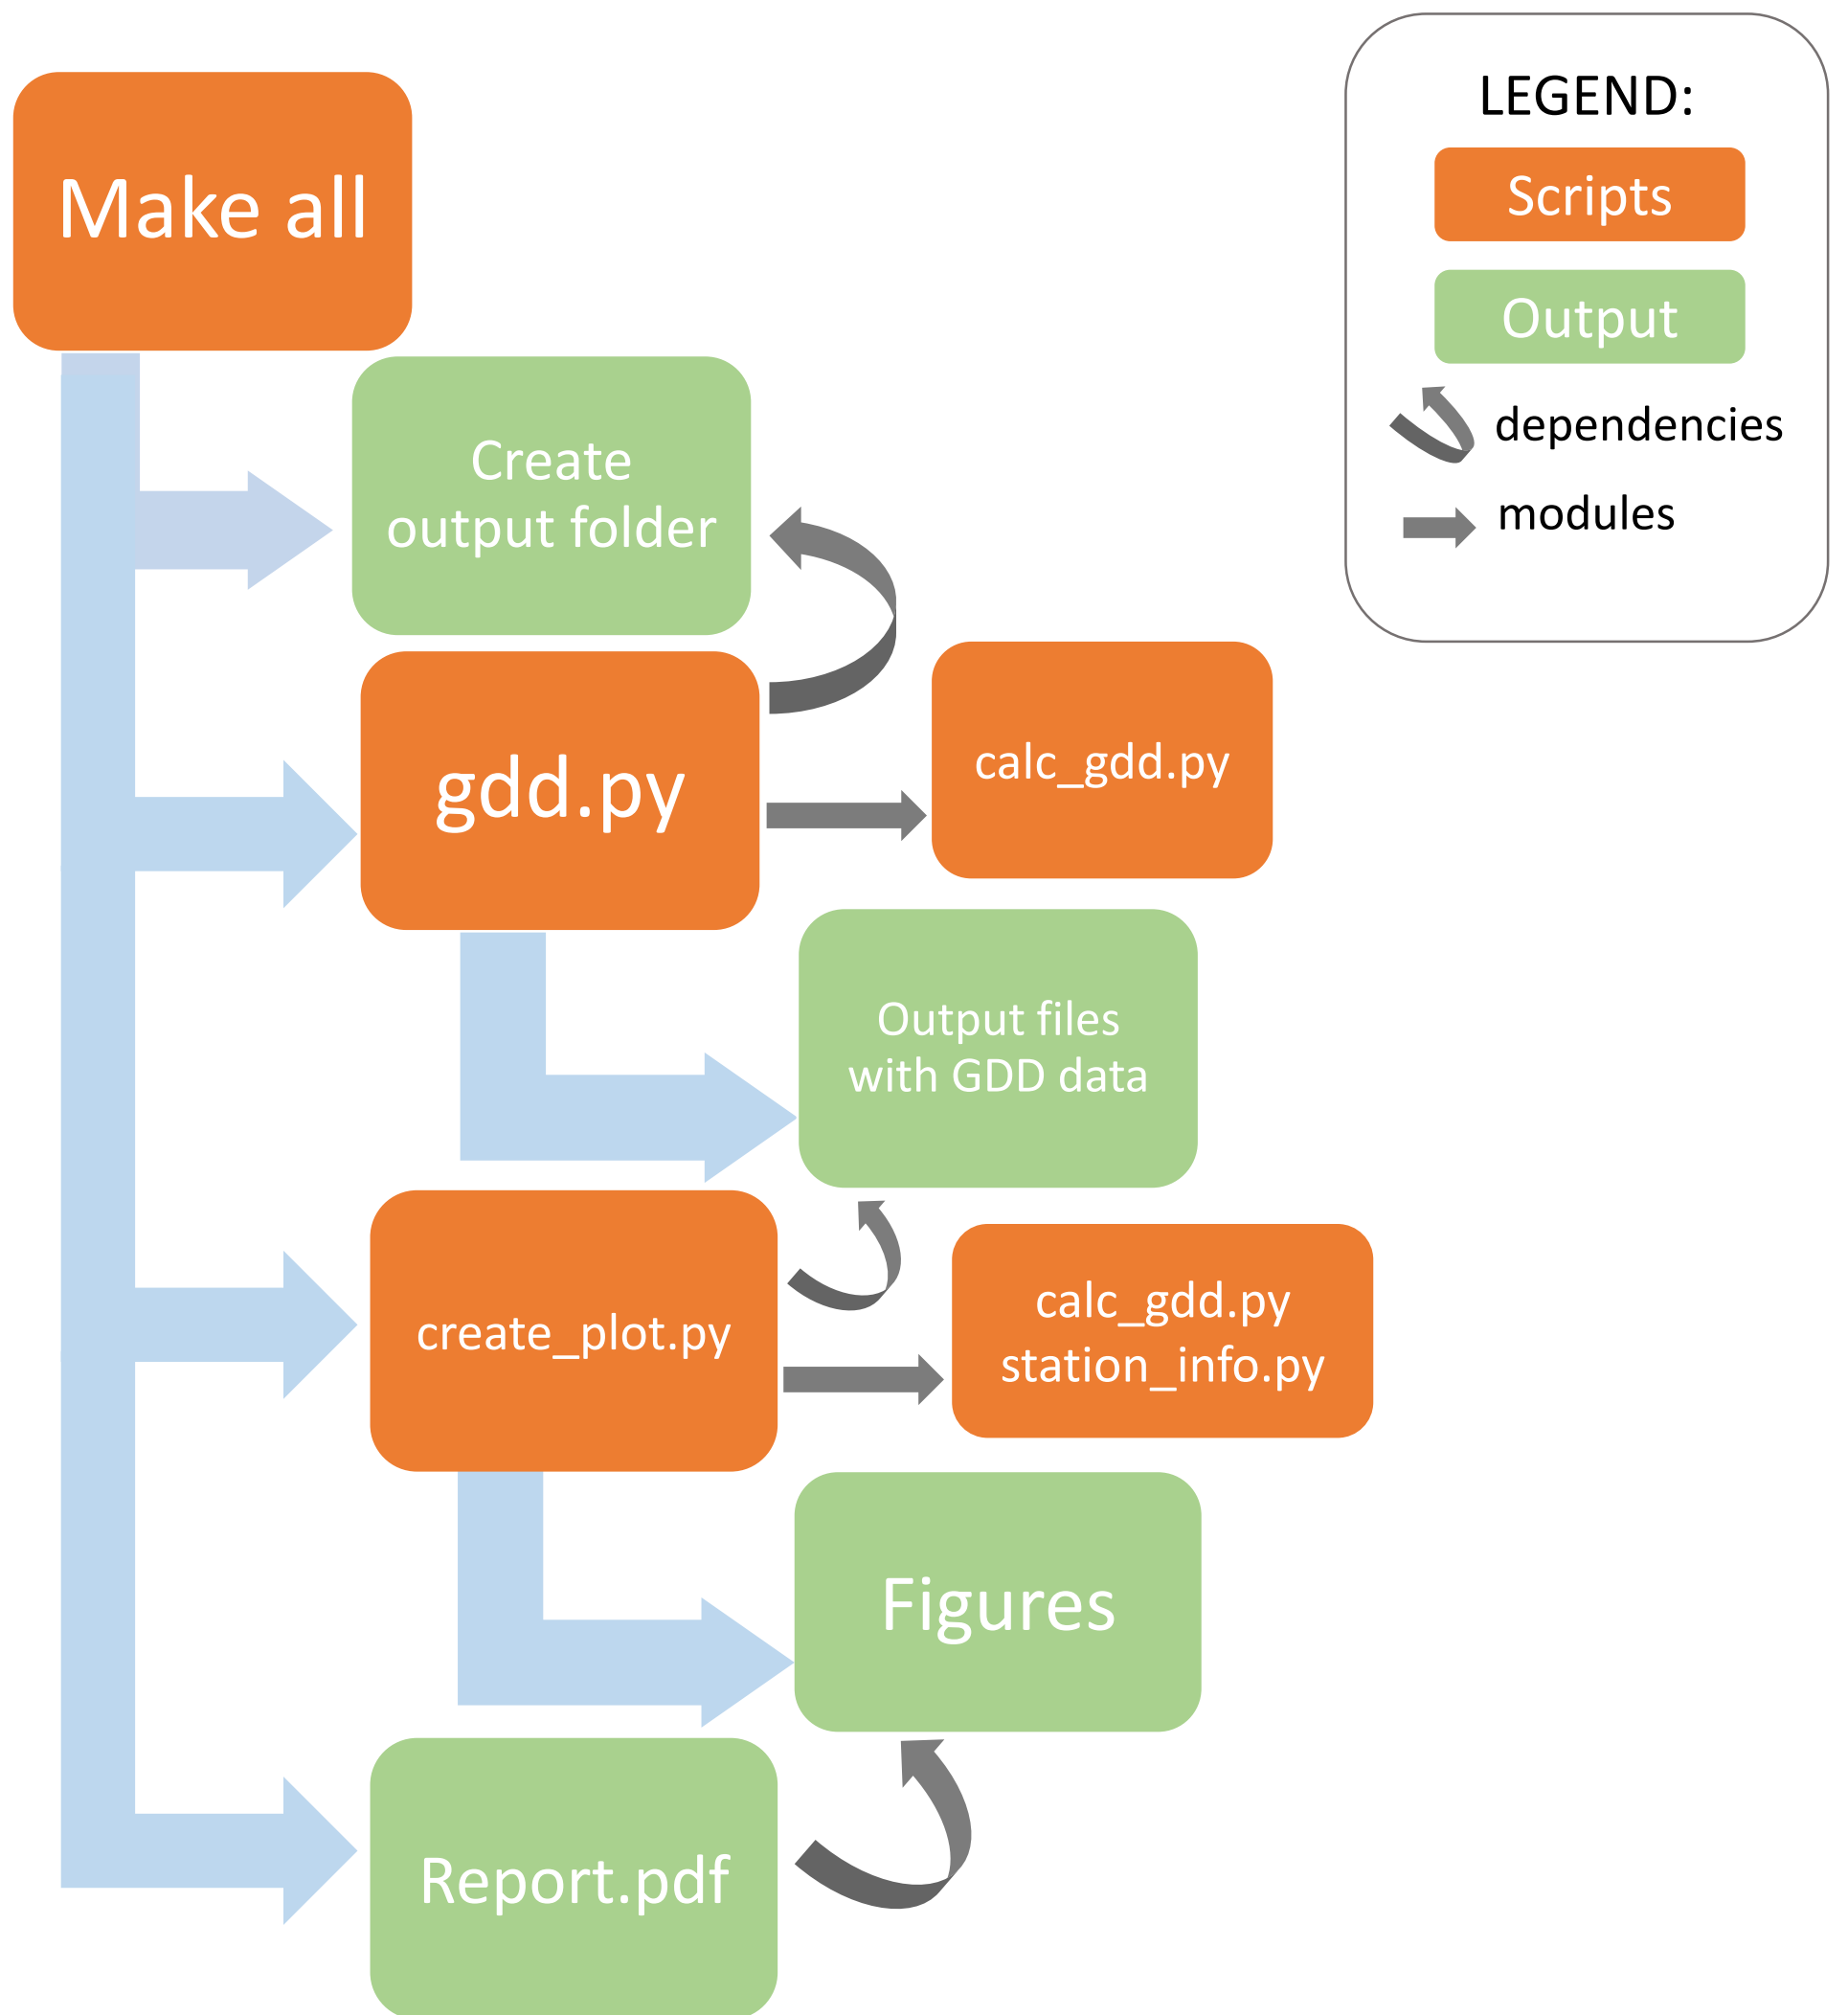 Make all
LEGEND:
Scripts
Output
dependencies
modules
Create
output folder
gdd.py
calc_gdd.py
Output files
with GDD data
create_plot.py
calc_gdd.py
station_info.py
Figures
Report.pdf